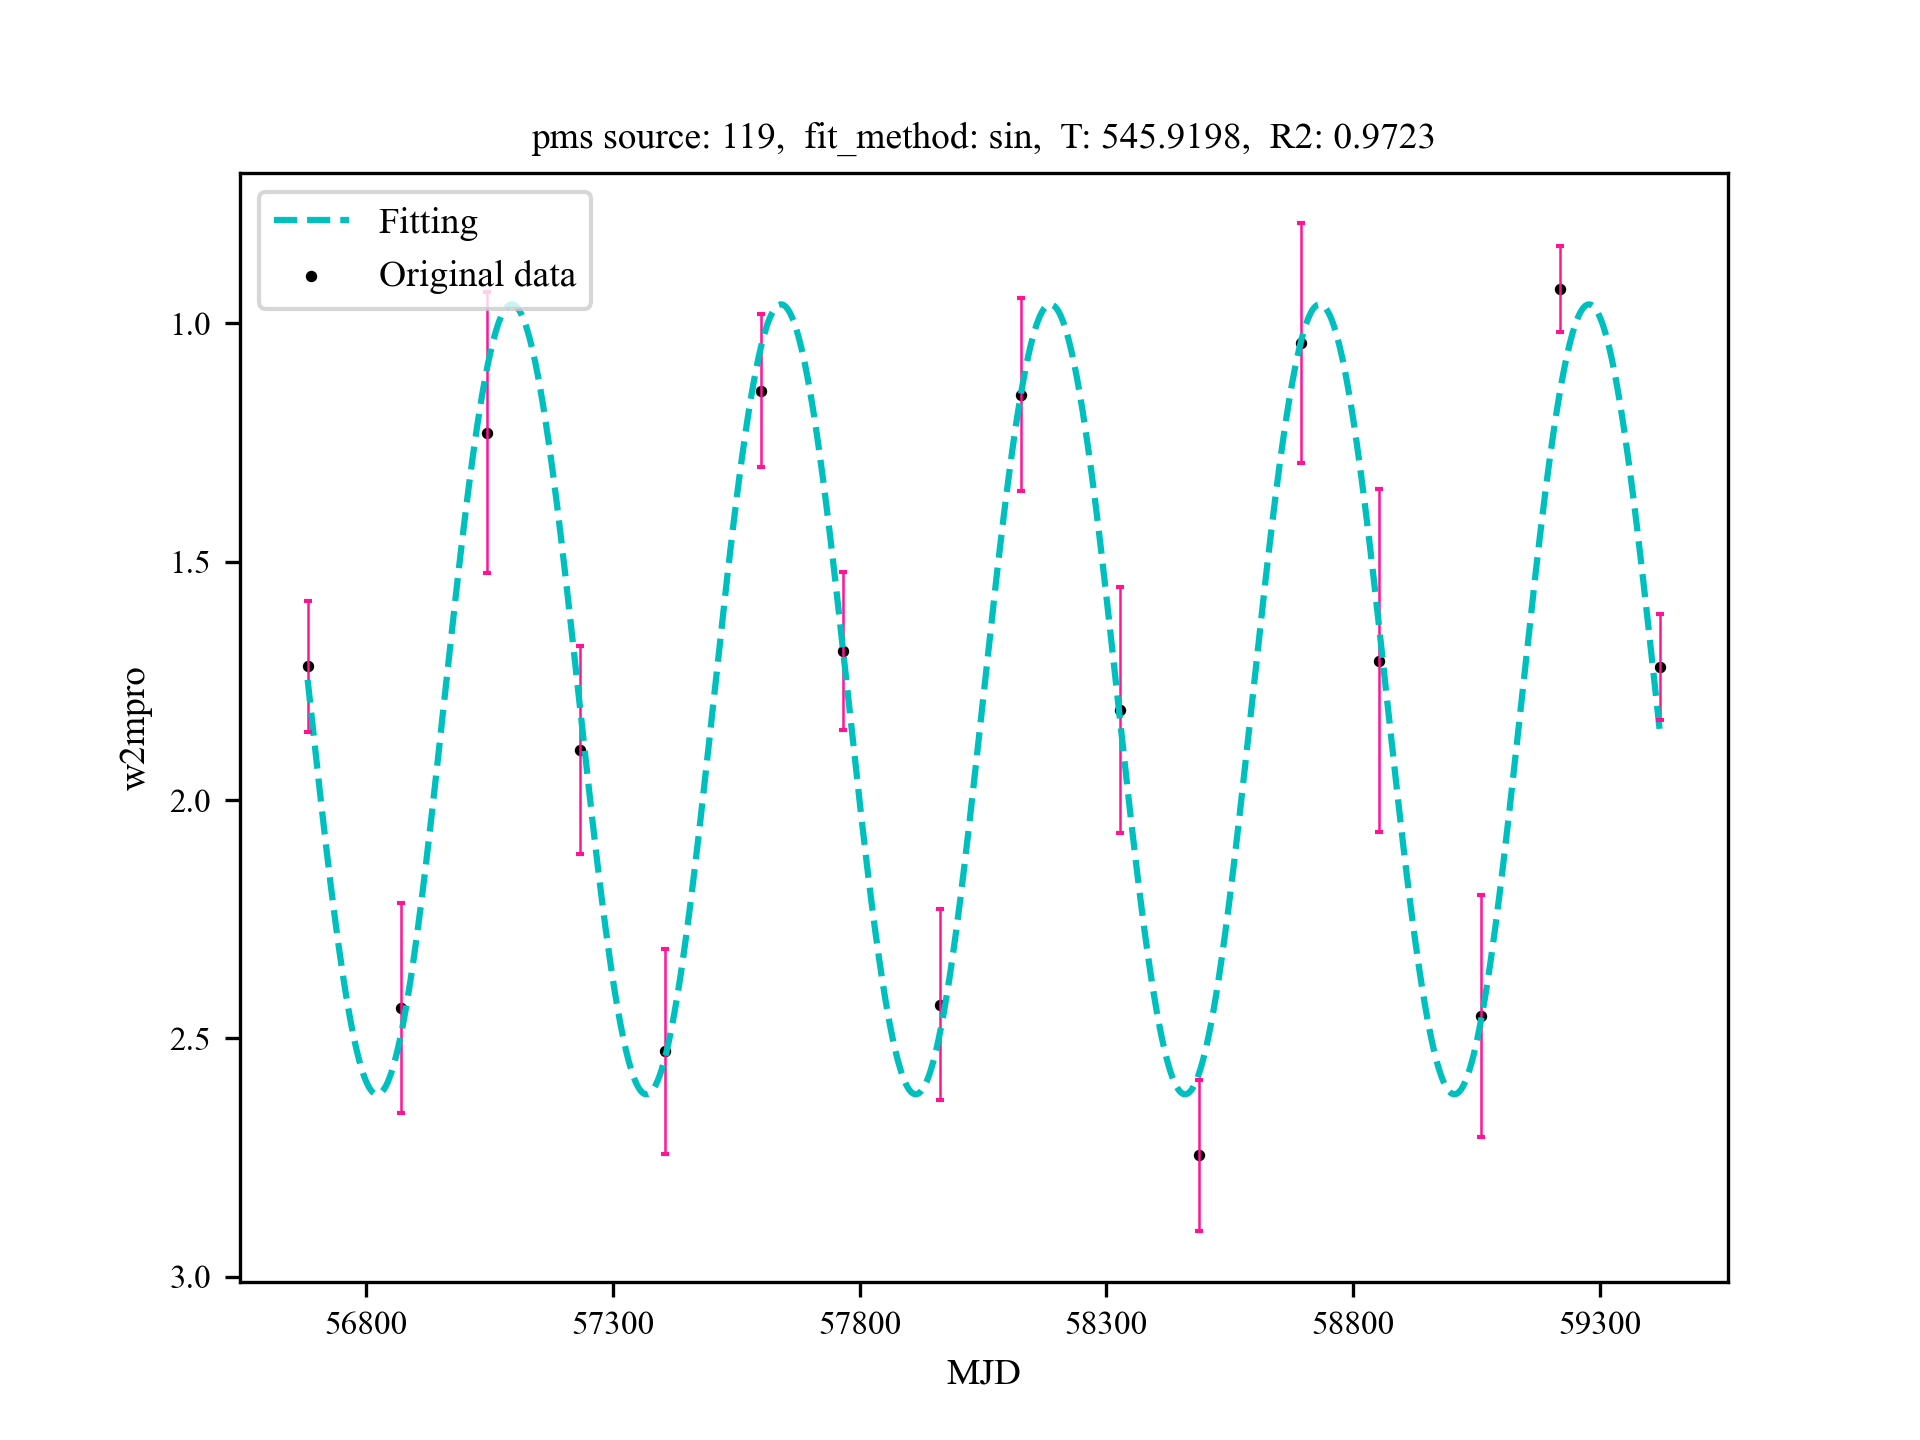 pms source: 119,  fit_method: sin,  T: 545.9198,  R2: 0.9723
Fitting
Original data
1.0
1.5
2.0
2.5
3.0
w2mpro
56800 57300 57800 58300 58800 59300
MJD